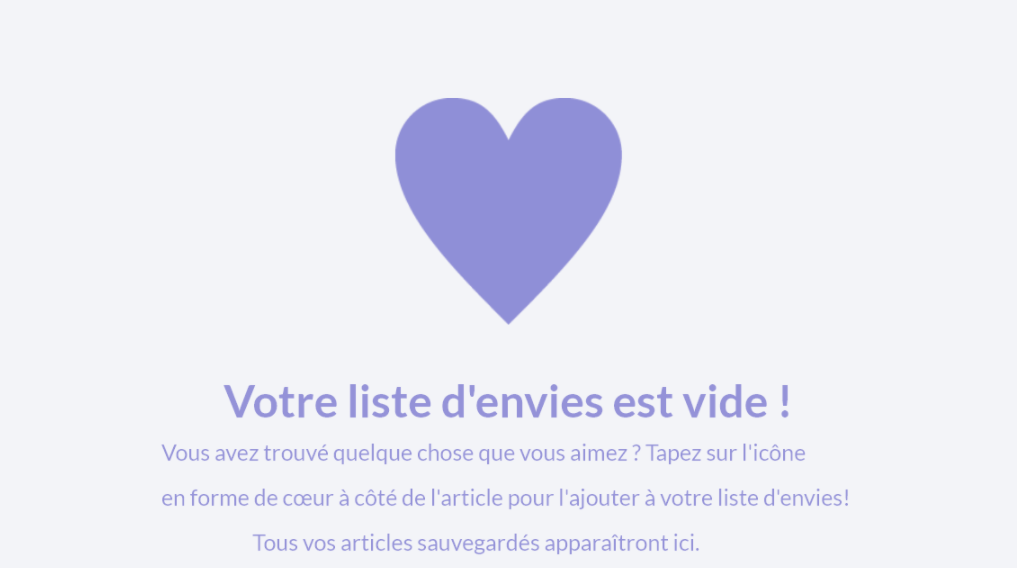 Votre liste d'envies est vide !
Vous avez trouvé quelque chose que vous aimez ? Tapez sur l'icône
en forme de cœur à côté de l'article pour l'ajouter à votre liste d'envies!
Tous vos articles sauvegardés apparaîtront ici.